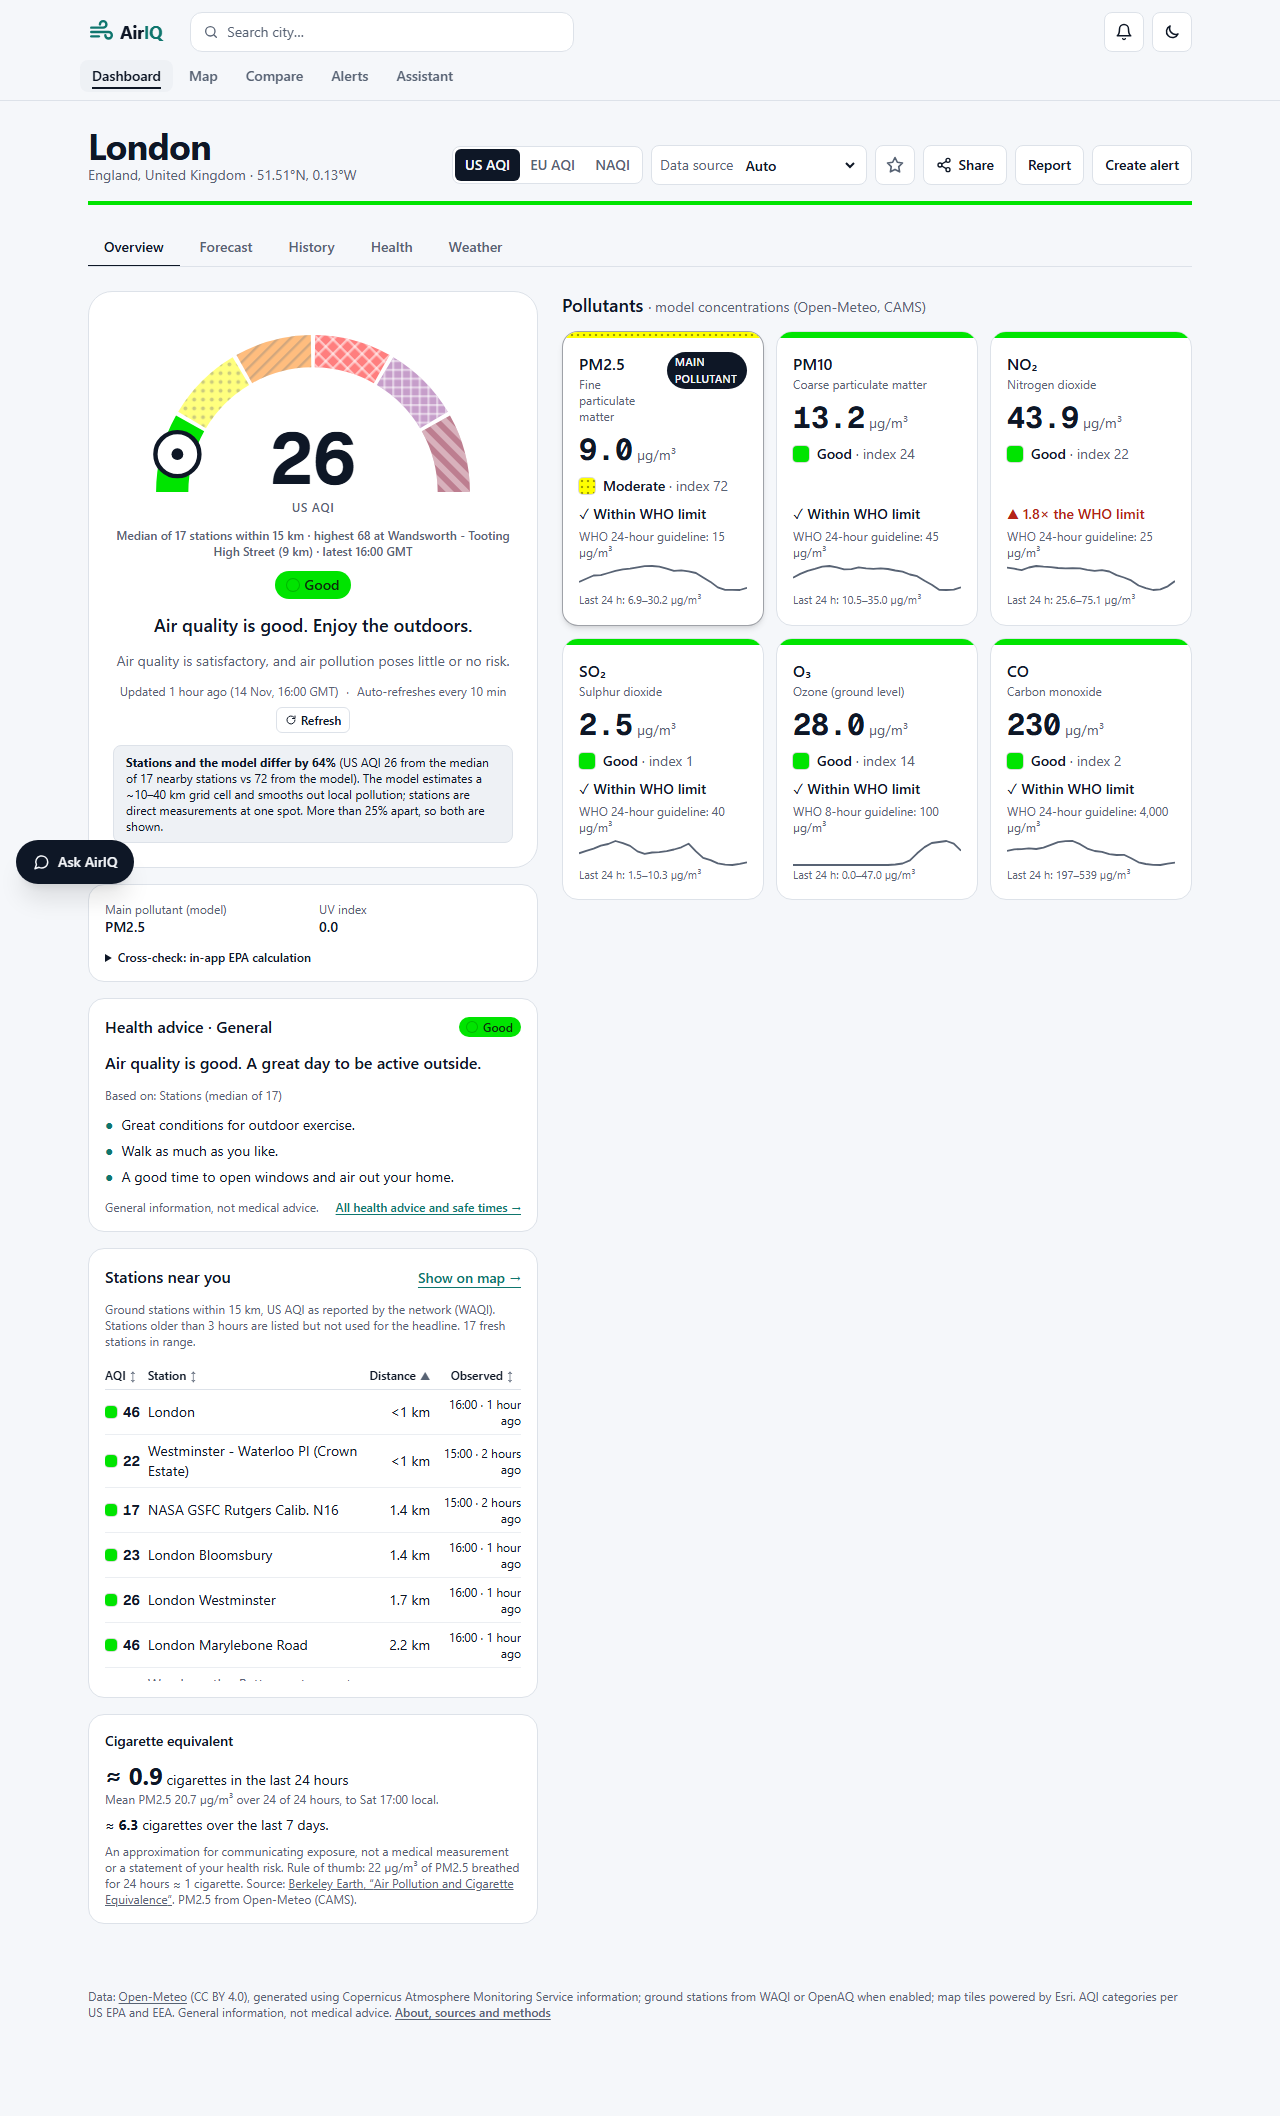 AirIQ
Search city...
Dashboard
Map
Compare
Alerts
Assistant
London
England, United Kingdom · 51.51°N, 0.13°W
US AQI
EU AQI
NAQI
Data source
Auto
Share
Report
Create alert
Overview
Forecast
History
Health
Weather
26
US AQI
Median of 17 stations within 15 km · highest 68 at Wandsworth - Tooting
High Street (9 km) · latest 16:00 GMT
Good
Air quality is good. Enjoy the outdoors.
Air quality is satisfactory, and air pollution poses little or no risk.
Updated 1 hour ago (14 Nov, 16:00 GMT) · Auto-refreshes every 10 min
Refresh
Stations and the model differ by 64% (US AQI 26 from the median
of 17 nearby stations vs 72 from the model). The model estimates a
~10–40 km grid cell and smooths out local pollution; stations are
direct measurements at one spot. More than 25% apart, so both are
shown.
Ask AirIQ
Main pollutant (model)
PM2.5
UV index
0.0
▶ Cross-check: in-app EPA calculation
Health advice · General
Good
Air quality is good. A great day to be active outside.
Based on: Stations (median of 17)
• Great conditions for outdoor exercise.
• Walk as much as you like.
• A good time to open windows and air out your home.
General information, not medical advice.
All health advice and safe times →
Stations near you
Show on map →
Ground stations within 15 km, US AQI as reported by the network (WAQI).
Stations older than 3 hours are listed but not used for the headline. 17 fresh
stations in range.
AQI ↕ Station ↕ Distance ▲ Observed ↕
46 London <1 km 16:00 · 1 hour
ago
22 Westminster - Waterloo Pl (Crown
Estate) <1 km 15:00 · 2 hours
ago
17 NASA GSFC Rutgers Calib. N16 1.4 km 15:00 · 2 hours
ago
23 London Bloomsbury 1.4 km 16:00 · 1 hour
ago
26 London Westminster 1.7 km 16:00 · 1 hour
ago
46 London Marylebone Road 2.2 km 16:00 · 1 hour
ago
Cigarette equivalent
≈ 0.9 cigarettes in the last 24 hours
Mean PM2.5 20.7 µg/m³ over 24 of 24 hours, to Sat 17:00 local.
≈ 6.3 cigarettes over the last 7 days.
An approximation for communicating exposure, not a medical measurement
or a statement of your health risk. Rule of thumb: 22 µg/m³ of PM2.5 breathed
for 24 hours ≈ 1 cigarette. Source: Berkeley Earth, “Air Pollution and Cigarette
Equivalence”. PM2.5 from Open-Meteo (CAMS).
Pollutants · model concentrations (Open-Meteo, CAMS)
PM2.5
MAIN
POLLUTANT
Fine
particulate
matter
9.0 µg/m³
Moderate · index 72
✓ Within WHO limit
WHO 24-hour guideline: 15
µg/m³
Last 24 h: 6.9–30.2 µg/m³
PM10
Coarse particulate matter
13.2 µg/m³
Good · index 24
✓ Within WHO limit
WHO 24-hour guideline: 45
µg/m³
Last 24 h: 10.5–35.0 µg/m³
NO₂
Nitrogen dioxide
43.9 µg/m³
Good · index 22
▲ 1.8× the WHO limit
WHO 24-hour guideline: 25
µg/m³
Last 24 h: 25.6–75.1 µg/m³
SO₂
Sulphur dioxide
2.5 µg/m³
Good · index 1
✓ Within WHO limit
WHO 24-hour guideline: 40
µg/m³
Last 24 h: 1.5–10.3 µg/m³
O₃
Ozone (ground level)
28.0 µg/m³
Good · index 14
✓ Within WHO limit
WHO 8-hour guideline: 100
µg/m³
Last 24 h: 0.0–47.0 µg/m³
CO
Carbon monoxide
230 µg/m³
Good · index 2
✓ Within WHO limit
WHO 24-hour guideline: 4,000
µg/m³
Last 24 h: 197–539 µg/m³
Data: Open-Meteo (CC BY 4.0), generated using Copernicus Atmosphere Monitoring Service information; ground stations from WAQI or OpenAQ when enabled; map tiles powered by Esri. AQI categories per
US EPA and EEA. General information, not medical advice. About, sources and methods